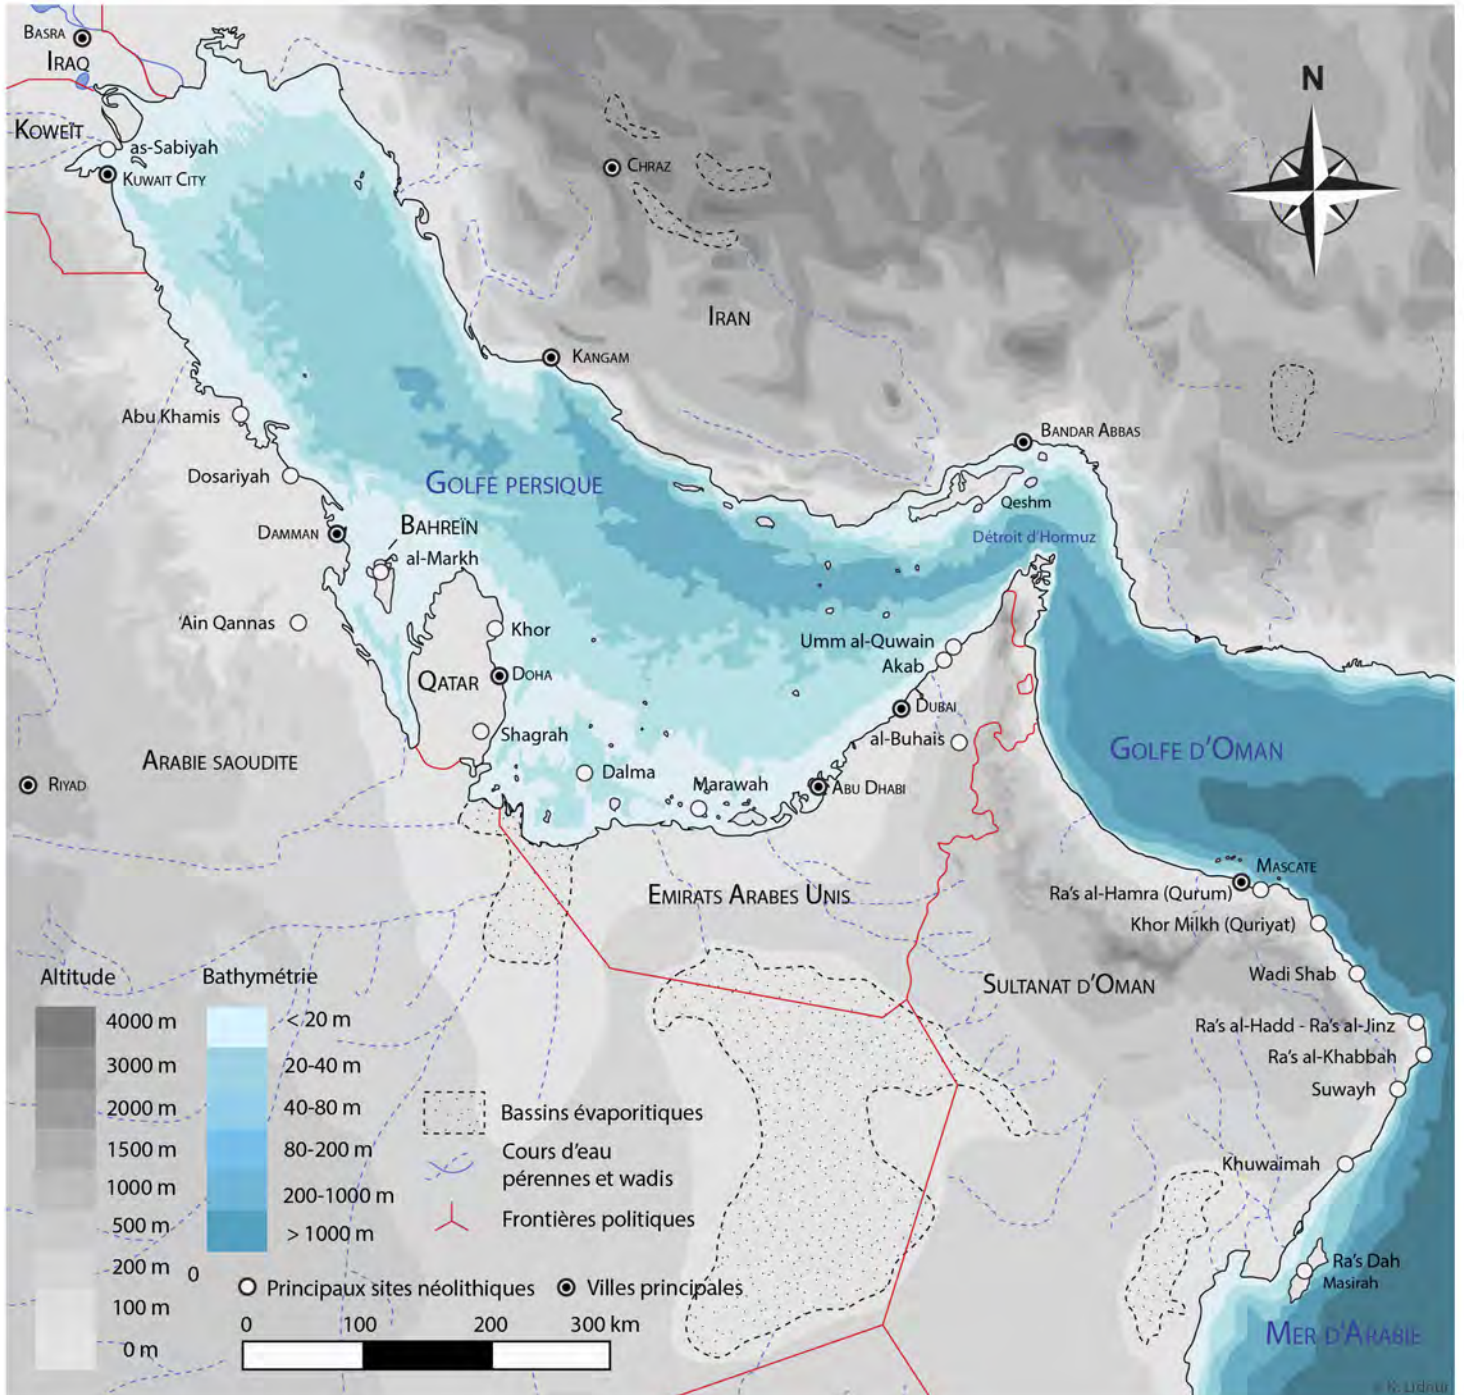 BASRA
IRAQ
N
KOWEÏT
as-Sabiyah
KUWAIT CITY
CHRAZ
IRAN
KANGAM
Abu Khamis
BANDAR ABBAS
Dosariyah
GOLFE PERSIQUE
Qeshm
DAMMAN
BAHREÏN
Détroit d'Hormuz
al-Markh
'Ain Qannas
Khor
Umm al-Quwain
Akab
QATAR
DOHA
DUBAI
Shagrah
al-Buhais
GOLFE D'OMAN
ARABIE SAOUDITE
RIYAD
Dalma
Marawah
ABU DHABI
MASCATE
EMIRATS ARABES UNIS
Ra's al-Hamra (Qurum)
Khor Milkh (Quriyat)
Wadi Shab
SULTANAT D'OMAN
Ra's al-Hadd - Ra's al-Jinz
Ra's al-Khabbah
Suwayh
Khuwaimah
Ra's Dah
Masirah
MER D'ARABIE
Altitude
4000 m
3000 m
2000 m
1500 m
1000 m
500 m
200 m
100 m
0 m
Bathymétrie
< 20 m
20-40 m
40-80 m
80-200 m
200-1000 m
> 1000 m
0
Bassins évaporitiques
Cours d'eau
pérennes et wadis
Frontières politiques
Principaux sites néolithiques
Villes principales
0 100 200 300 km
K. Lidour